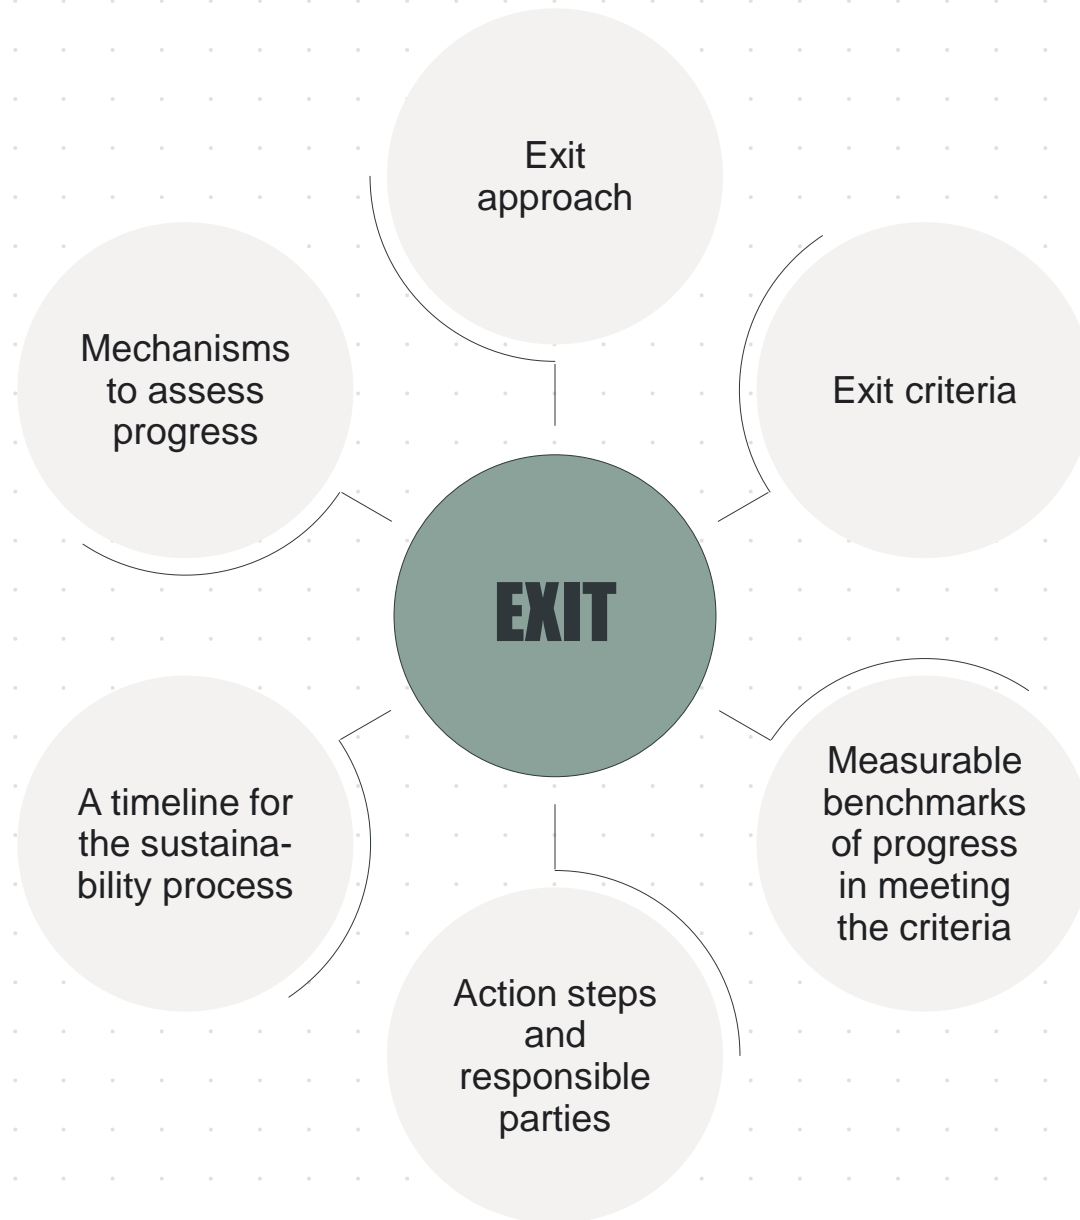 Exit
approach
Exit criteria
Mechanisms
to assess
progress
EXIT
Measurable
benchmarks
of progress
in meeting
the criteria
A timeline for
the sustaina-
bility process
Action steps
and
responsible
parties